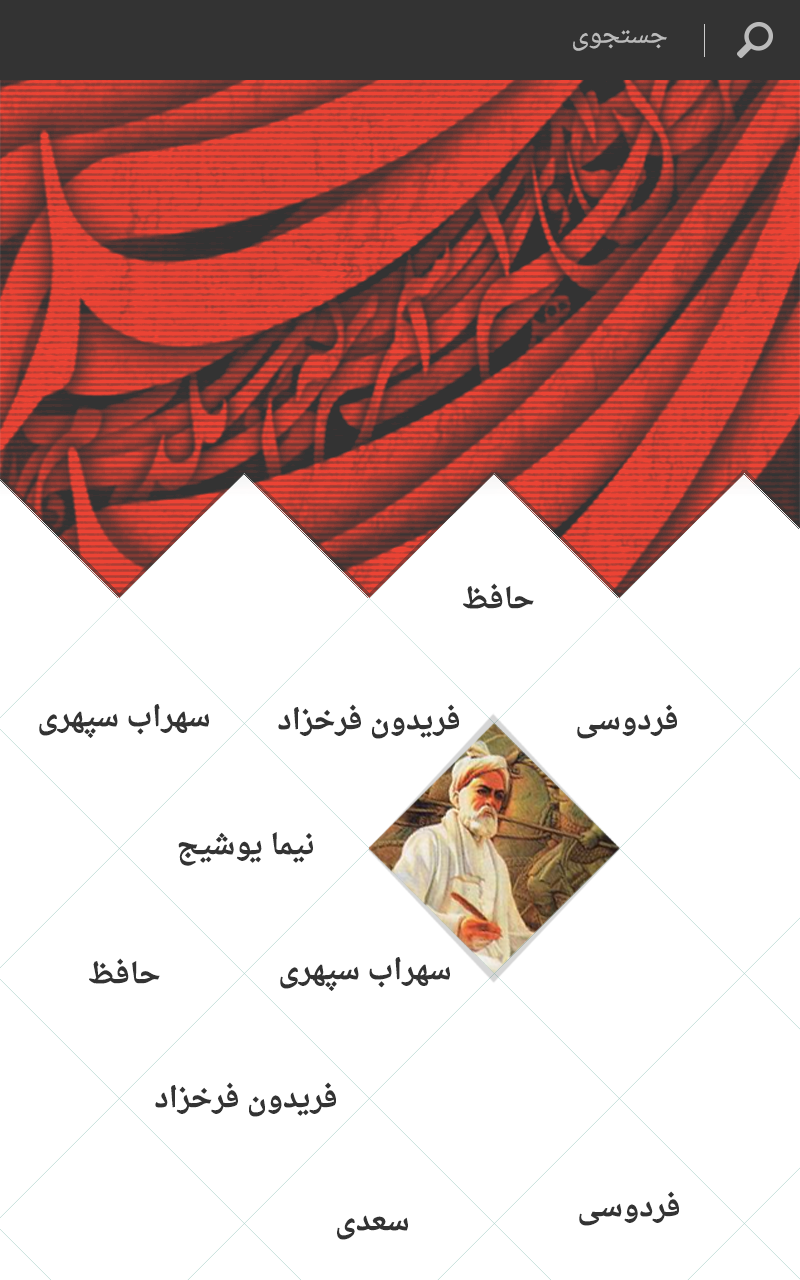 جستجوی
حافظ
فردوسی
فریدون فرخزاد
سهراب سپهری
نیما یوشیج
سهراب سپهری
حافظ
فریدون فرخزاد
فردوسی
سعدی